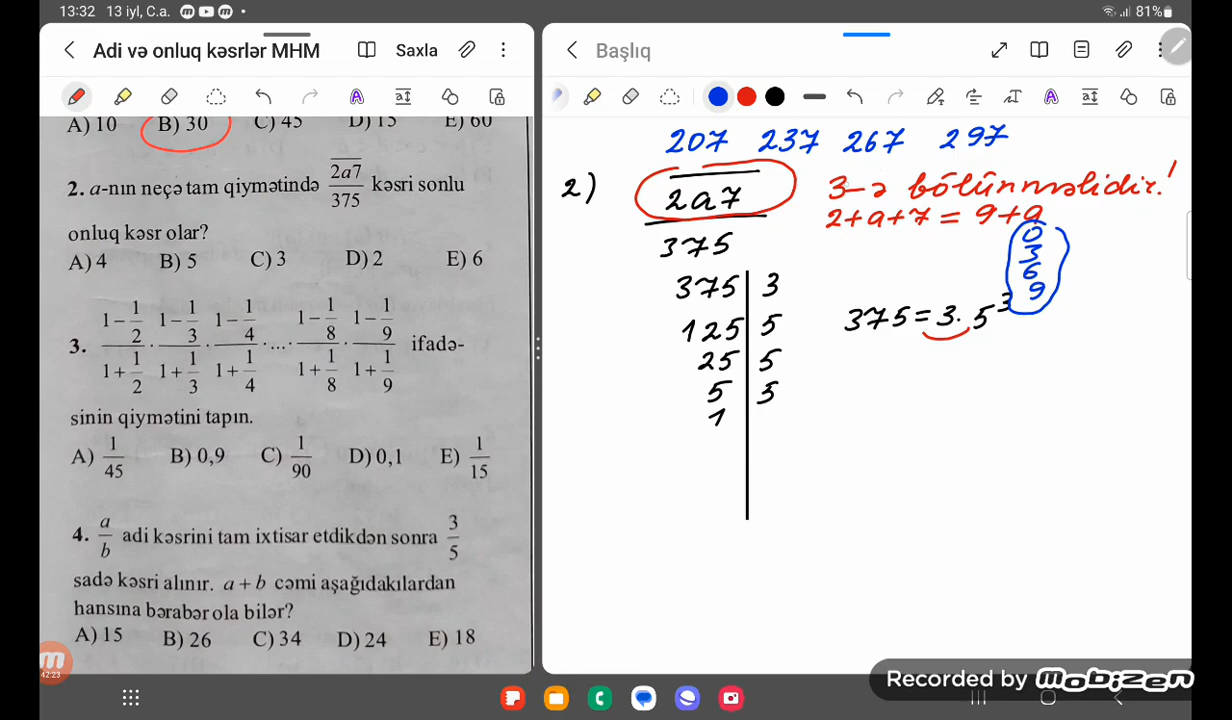 13:32 13 iyl, C.a. 81%
Adi və onluq kəsrlər MHM Saxla
Başlıq
A) 10 B) 30 C) 45 D) 15 E) 60
2. a-nın neçə tam qiymətində 2a7/375 kəsri sonlu
onluq kəsr olar?
A) 4 B) 5 C) 3 D) 2 E) 6
3. (1-1/2)/(1+1/2) · (1-1/3)/(1+1/3) · (1-1/4)/(1+1/4) · ... · (1-1/8)/(1+1/8) · (1-1/9)/(1+1/9) ifadə-
sinin qiymətini tapın.
A) 1/45 B) 0,9 C) 1/90 D) 0,1 E) 1/15
4. a/b adi kəsrini tam ixtisar etdikdən sonra 3/5
sadə kəsri alınır. a + b cəmi aşağıdakılardan
hansına bərabər ola bilər?
A) 15 B) 26 C) 34 D) 24 E) 18
42:23
207 237 267 297
2) 2a7 3-ə bölünməlidir!
2+a+7 = 9+a
375
0
3
6
9
375 3
125 5
25 5
5 5
1
375 = 3 · 5³
Recorded by mobizen